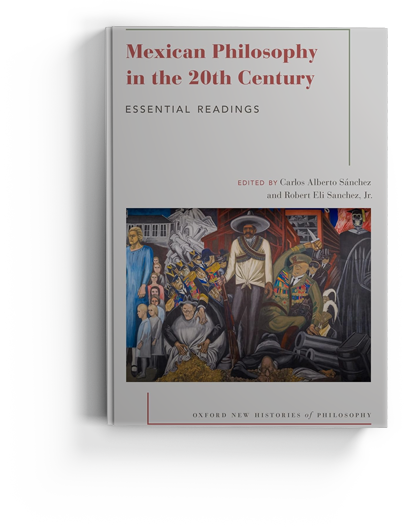 Mexican Philosophy
in the 20th Century
ESSENTIAL READINGS
EDITED BY Carlos Alberto Sánchez
and Robert Eli Sanchez, Jr.
OXFORD NEW HISTORIES of PHILOSOPHY